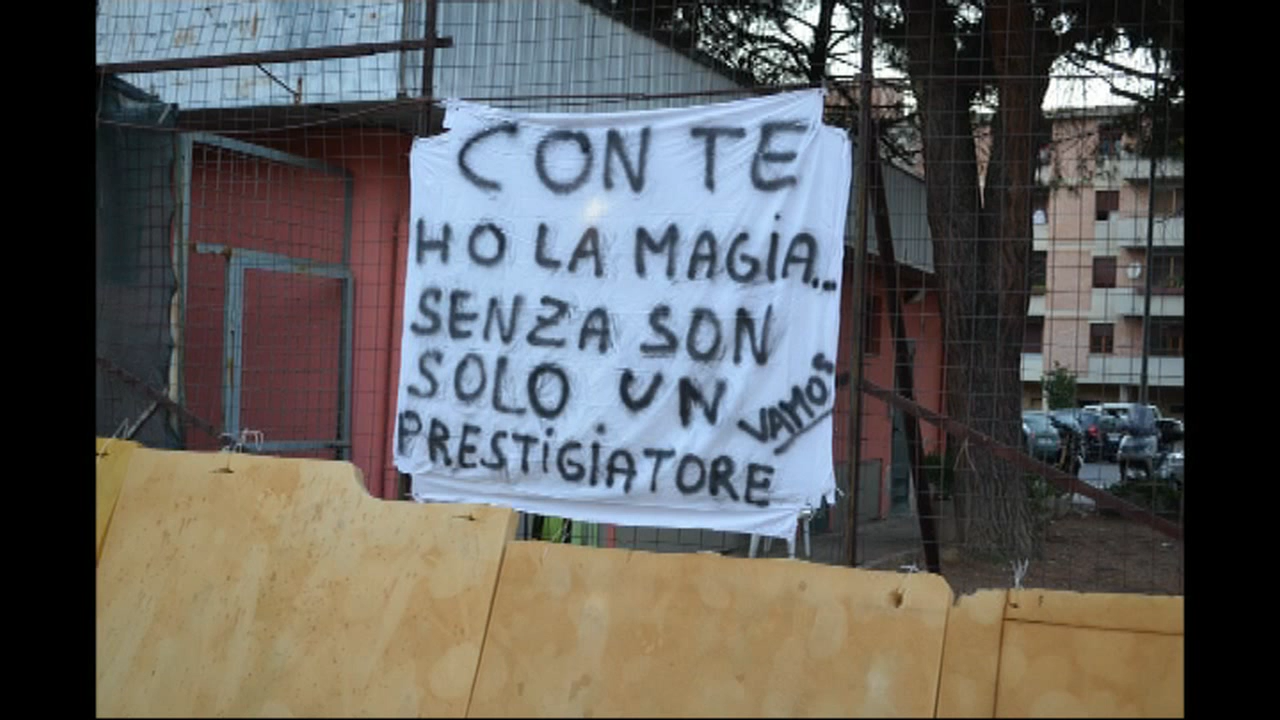 CON TE
HO LA MAGiA...
SENZA SON
SOLO UN
VAMOS
PRESTiGiATORE